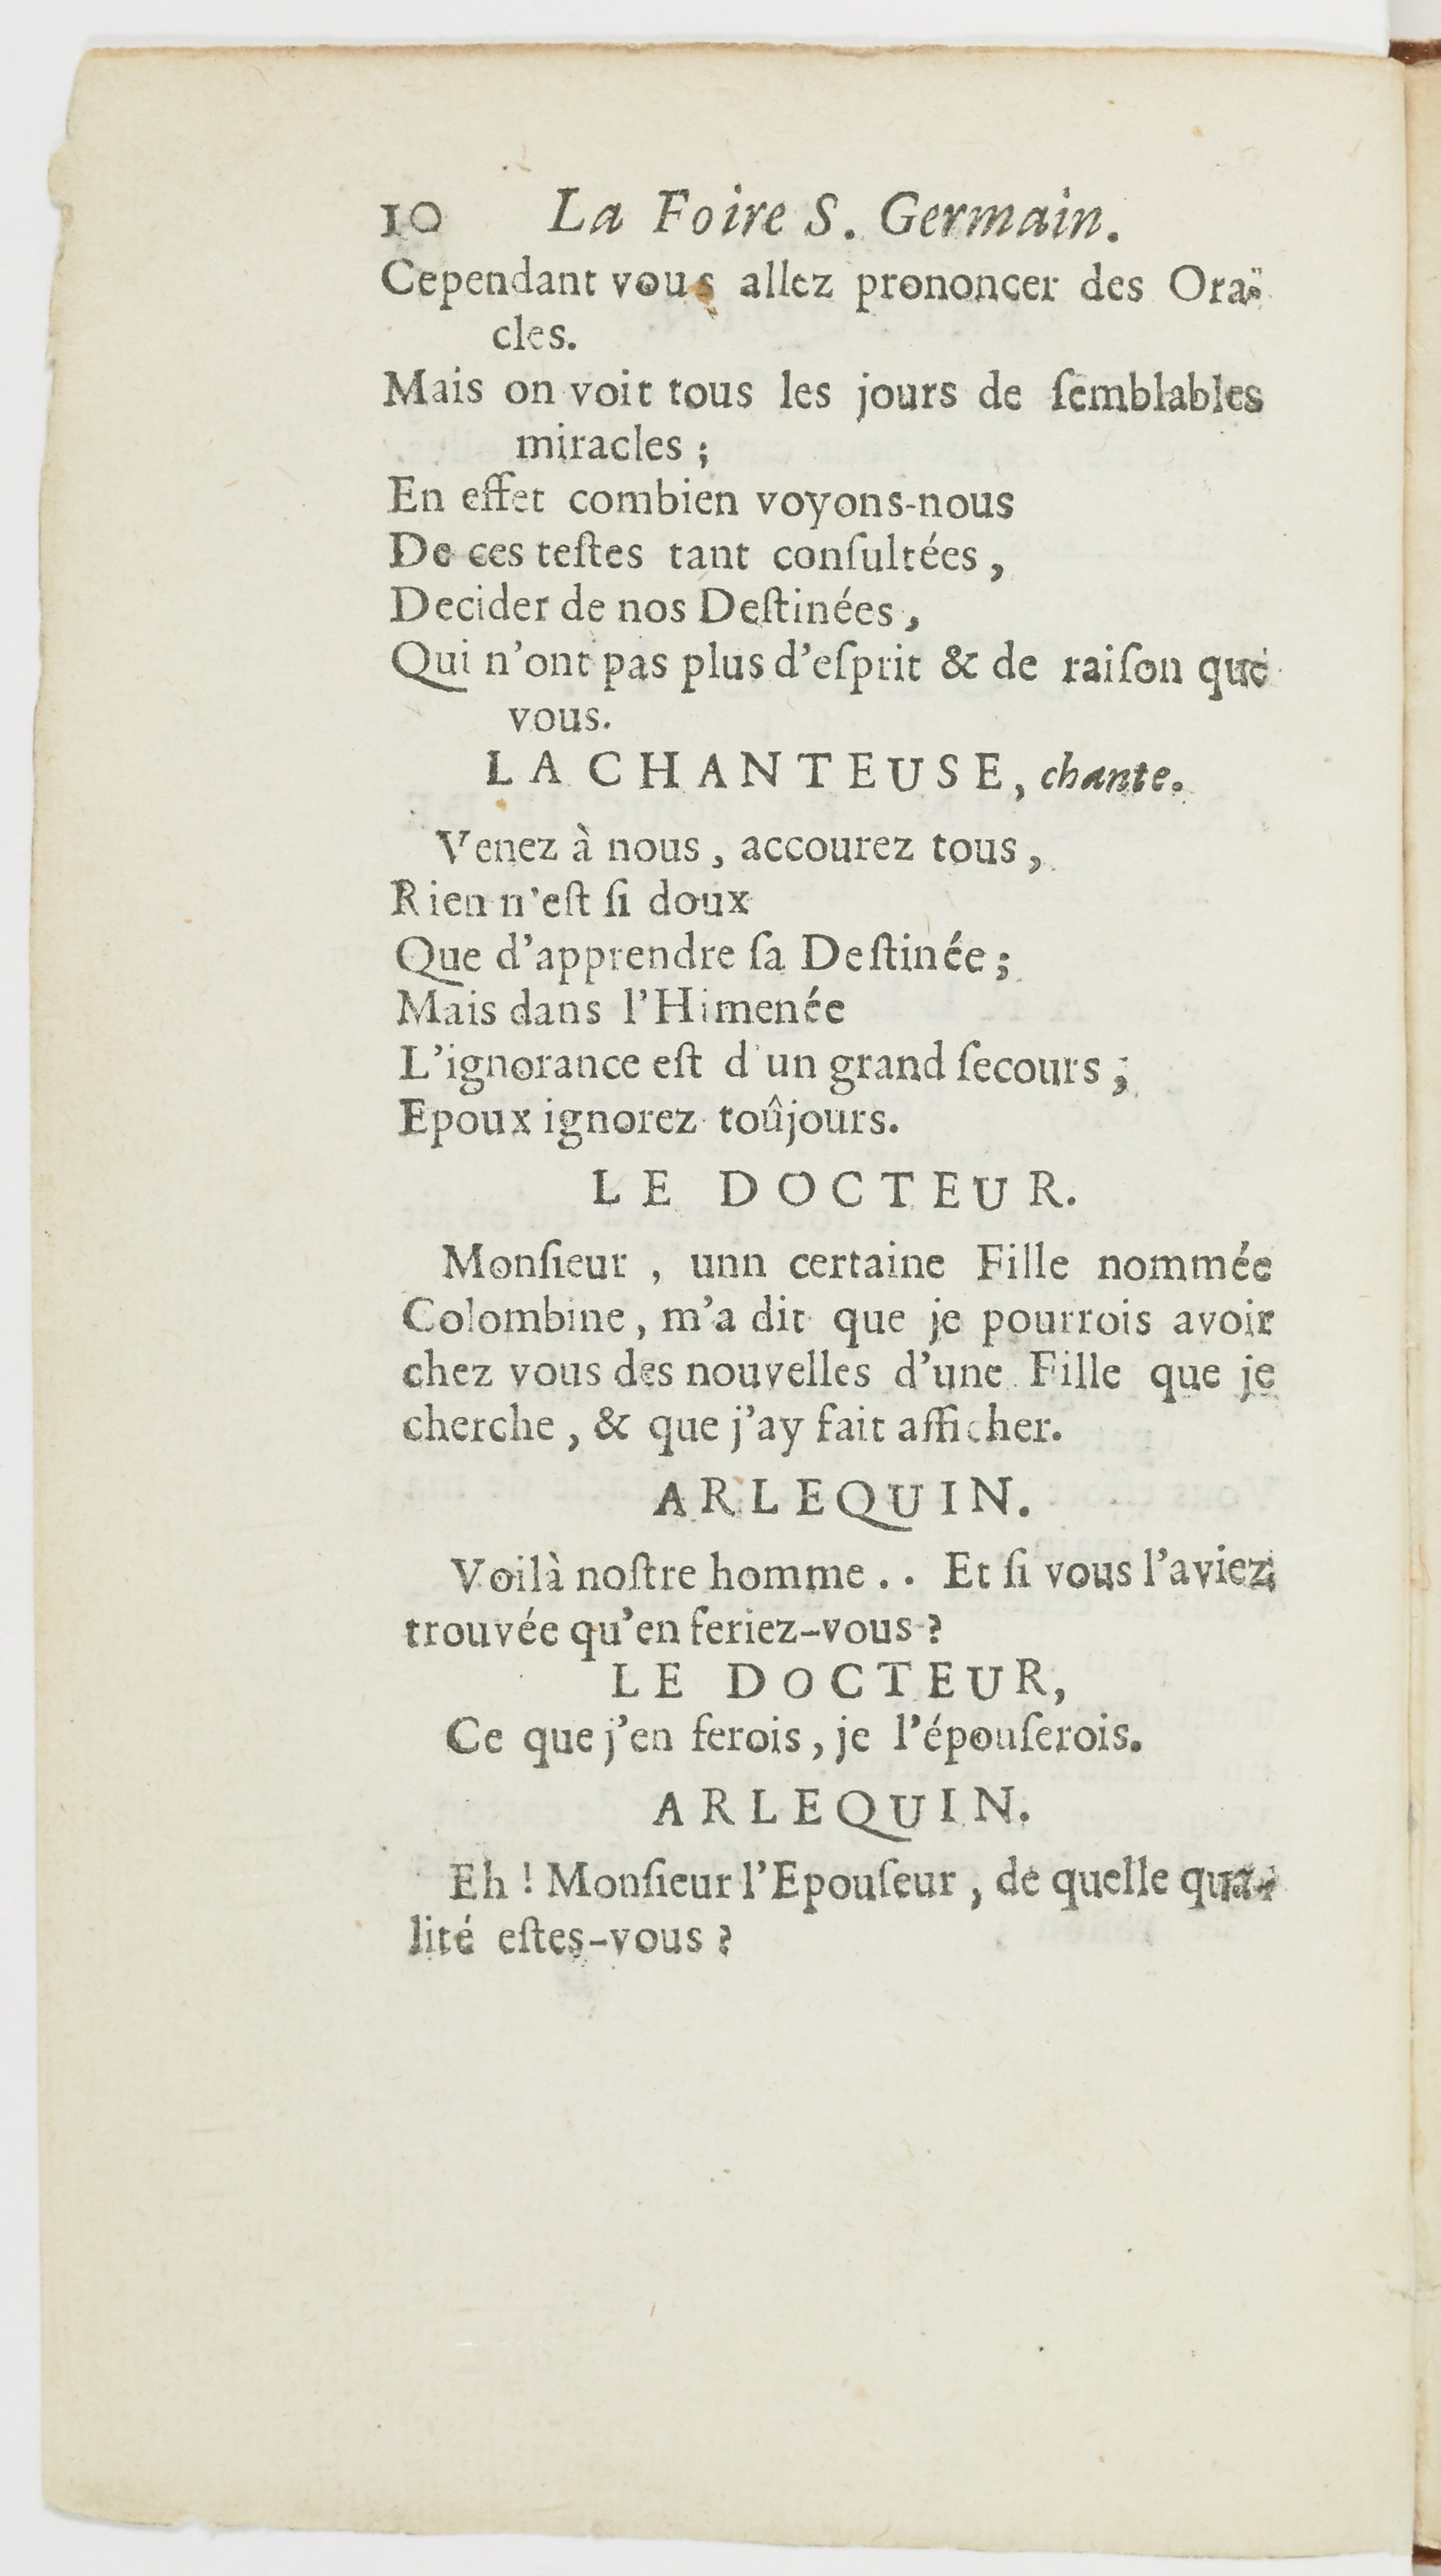 10 La Foire S. Germain.
Cependant vous allez prononcer des Ora-
cles.
Mais on voit tous les jours de ſemblables
miracles ;
En effet combien voyons-nous
De ces teſtes tant conſultées ,
Decider de nos Deſtinées ,
Qui n'ont pas plus d'eſprit & de raiſon que
vous.
LA CHANTEUSE, chante.
Venez à nous , accourez tous ,
Rien n'eſt ſi doux
Que d'apprendre ſa Deſtinée ;
Mais dans l'Himenée
L'ignorance eſt d'un grand ſecours ;
Epoux ignorez toûjours.
LE DOCTEUR.
Monſieur , unn certaine Fille nommée
Colombine, m'a dit que je pourrois avoir
chez vous des nouvelles d'une Fille que je
cherche , & que j'ay fait afficher.
ARLEQUIN.
Voilà noſtre homme . . Et ſi vous l'aviez
trouvée qu'en feriez-vous ?
LE DOCTEUR,
Ce que j'en ferois, je l'épouſerois.
ARLEQUIN.
Eh ! Monſieur l'Epouſeur , de quelle qua-
lité eſtes-vous ?